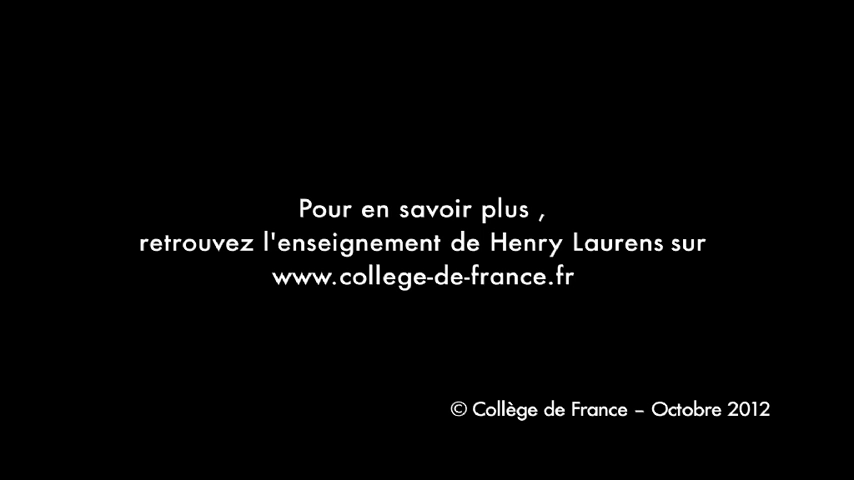 Pour en savoir plus ,
retrouvez l'enseignement de Henry Laurens sur
www.college-de-france.fr
© Collège de France – Octobre 2012